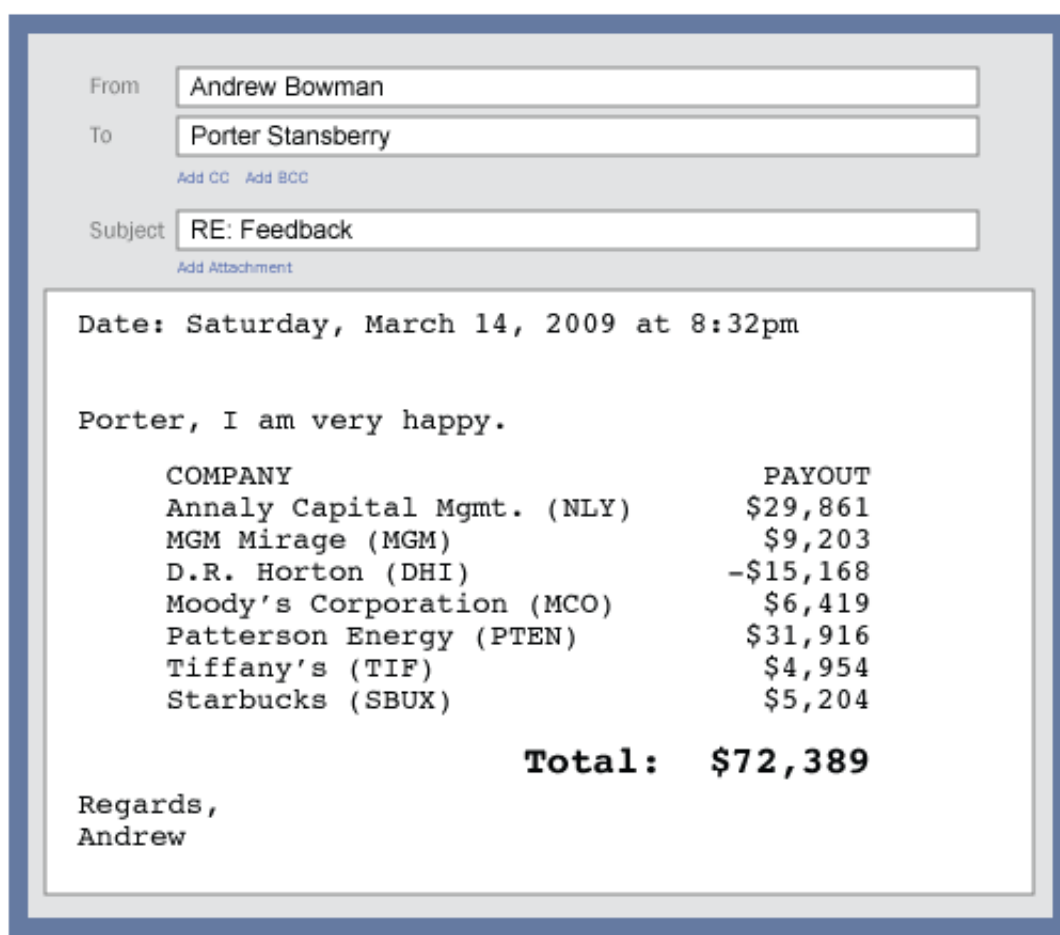 From Andrew Bowman
To Porter Stansberry
Add CC Add BCC
Subject RE: Feedback
Add Attachment
Date: Saturday, March 14, 2009 at 8:32pm
Porter, I am very happy.
COMPANY PAYOUT
Annaly Capital Mgmt. (NLY) $29,861
MGM Mirage (MGM) $9,203
D.R. Horton (DHI) -$15,168
Moody's Corporation (MCO) $6,419
Patterson Energy (PTEN) $31,916
Tiffany's (TIF) $4,954
Starbucks (SBUX) $5,204
Total: $72,389
Regards,
Andrew